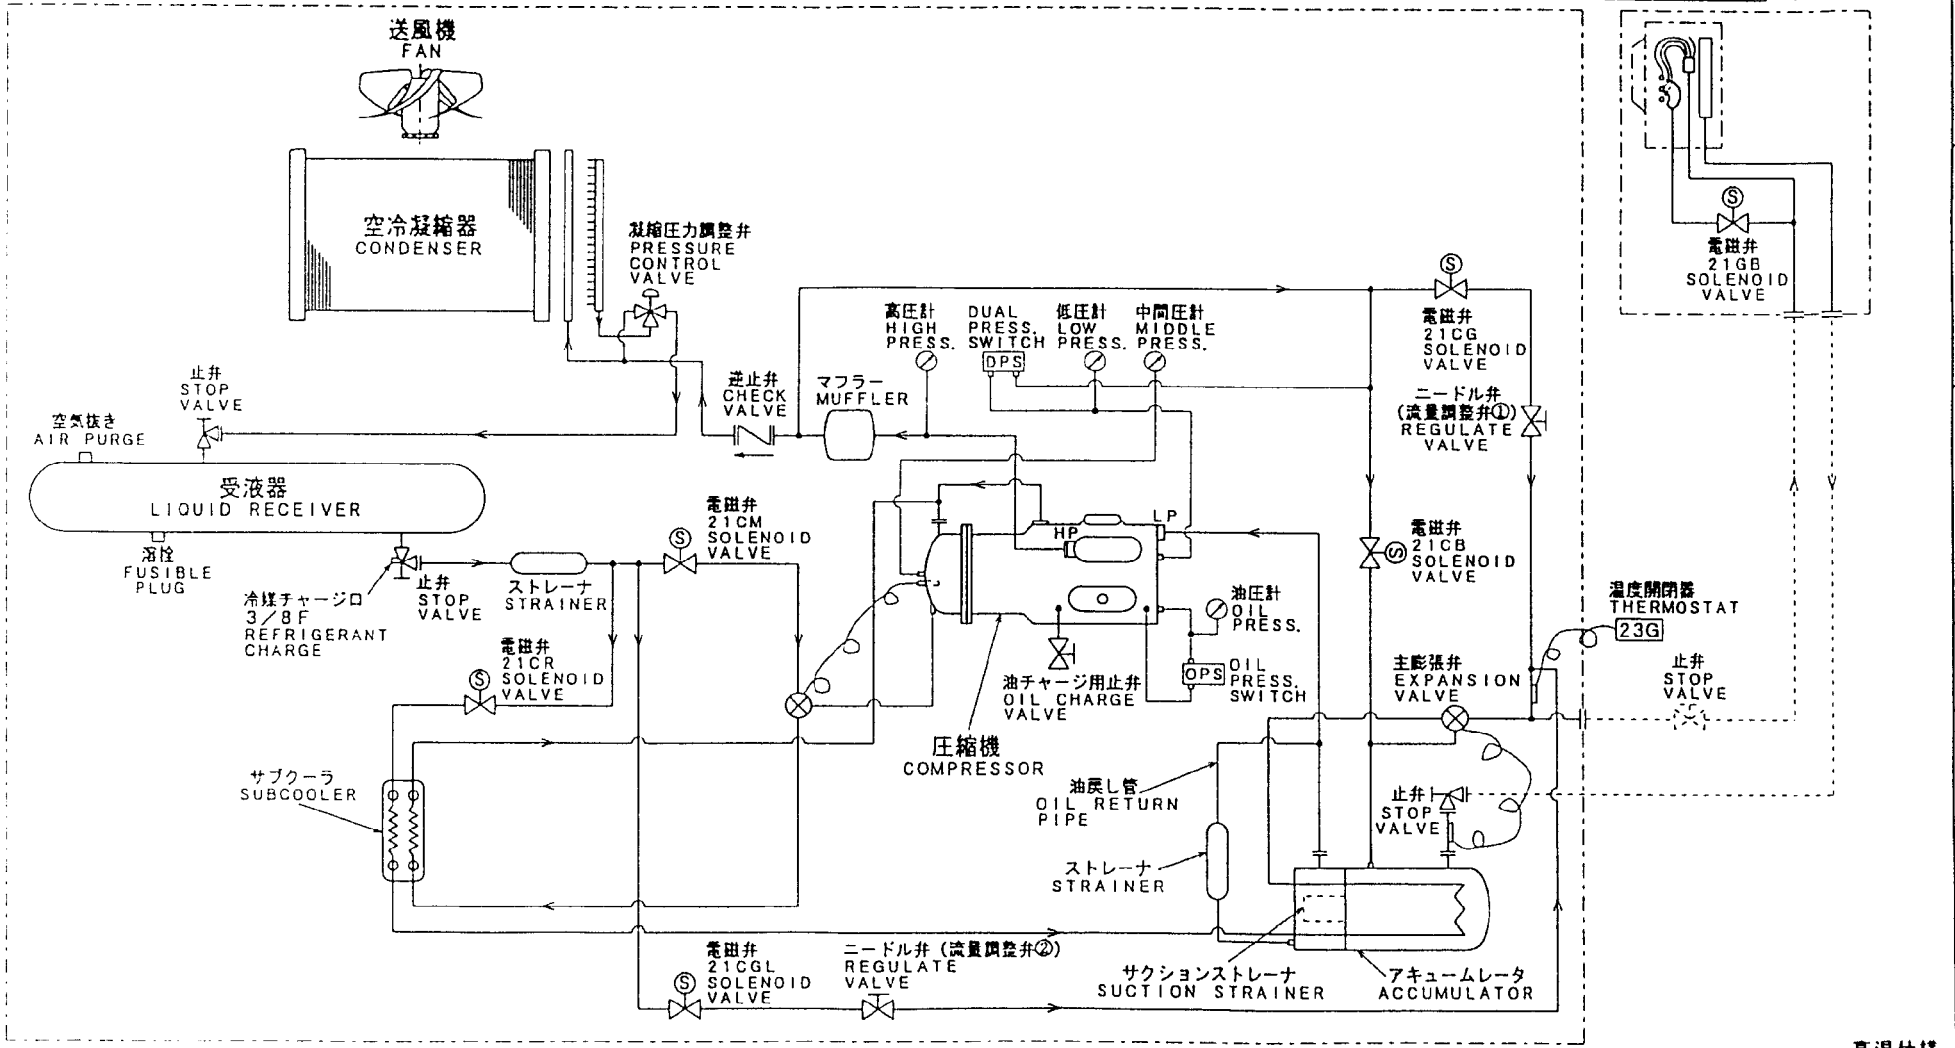 送風機
FAN
空冷凝縮器
CONDENSER
凝縮圧力調整弁
PRESSURE
CONTROL
VALVE
電磁弁
21GB
SOLENOID
VALVE
高圧計
HIGH
PRESS.
DUAL
PRESS.
SWITCH
DPS
低圧計
LOW
PRESS.
中間圧計
MIDDLE
PRESS.
S
電磁弁
21CG
SOLENOID
VALVE
S
止弁
STOP
VALVE
空気抜き
AIR PURGE
逆止弁
CHECK
VALVE
マフラー
MUFFLER
ニードル弁
(流量調整弁①)
REGULATE
VALVE
受液器
LIQUID RECEIVER
溶栓
FUSIBLE
PLUG
冷媒チャージ口
3/8F
REFRIGERANT
CHARGE
止弁
STOP
VALVE
ストレーナ
STRAINER
電磁弁
21CM
SOLENOID
VALVE
S
HP
LP
電磁弁
21CB
SOLENOID
VALVE
S
温度開閉器
THERMOSTAT
23G
油圧計
OIL
PRESS.
OPS
OIL
PRESS.
SWITCH
電磁弁
21CR
SOLENOID
VALVE
S
油チャージ用止弁
OIL CHARGE
VALVE
主膨張弁
EXPANSION
VALVE
止弁
STOP
VALVE
圧縮機
COMPRESSOR
サブクーラ
SUBCOOLER
油戻し管
OIL RETURN
PIPE
止弁
STOP
VALVE
ストレーナ
STRAINER
電磁弁
21CGL
SOLENOID
VALVE
S
ニードル弁 (流量調整弁②)
REGULATE
VALVE
サクションストレーナ
SUCTION STRAINER
アキュームレータ
ACCUMULATOR